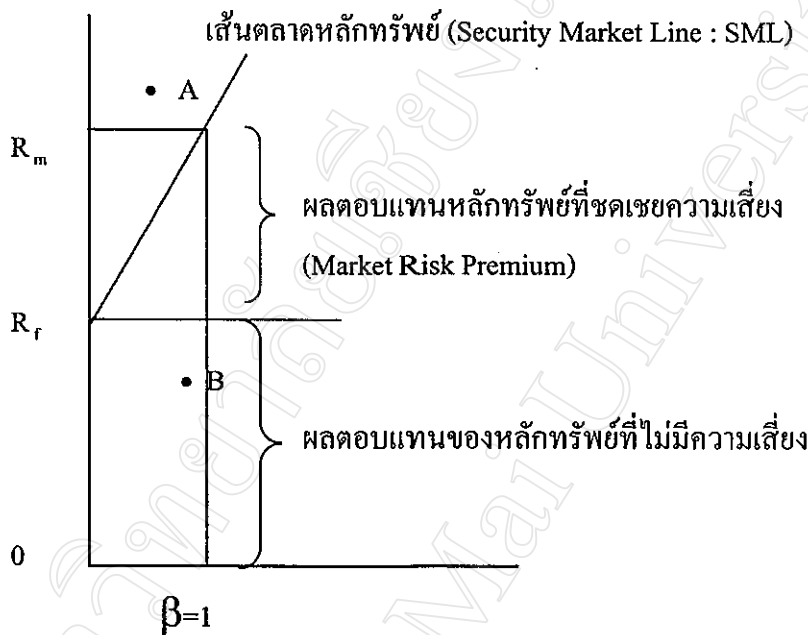 เส้นตลาดหลักทรัพย์ (Security Market Line : SML)
A
R m
ผลตอบแทนหลักทรัพย์ที่ชดเชยความเสี่ยง
(Market Risk Premium)
R f
B
ผลตอบแทนของหลักทรัพย์ที่ไม่มีความเสี่ยง
0
β=1